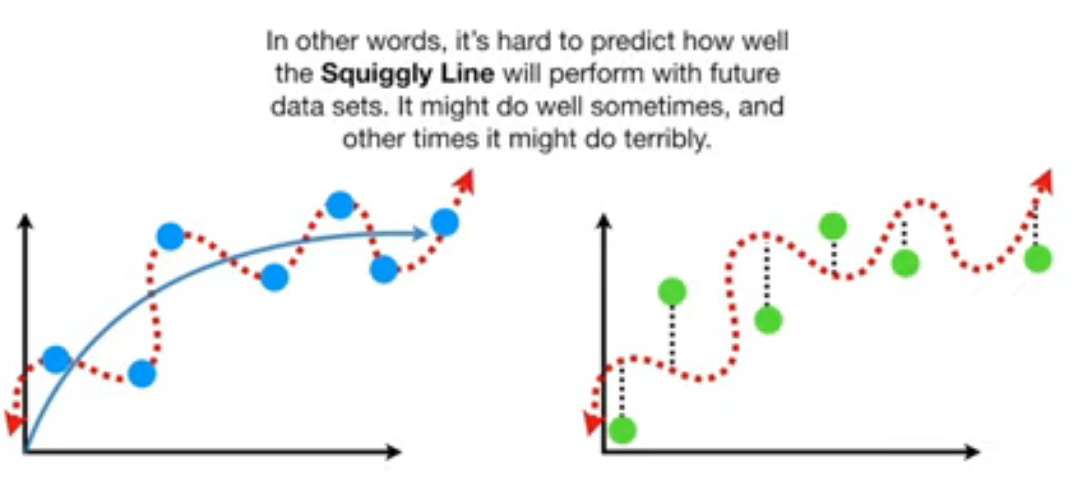 In other words, it's hard to predict how well
the Squiggly Line will perform with future
data sets. It might do well sometimes, and
other times it might do terribly.